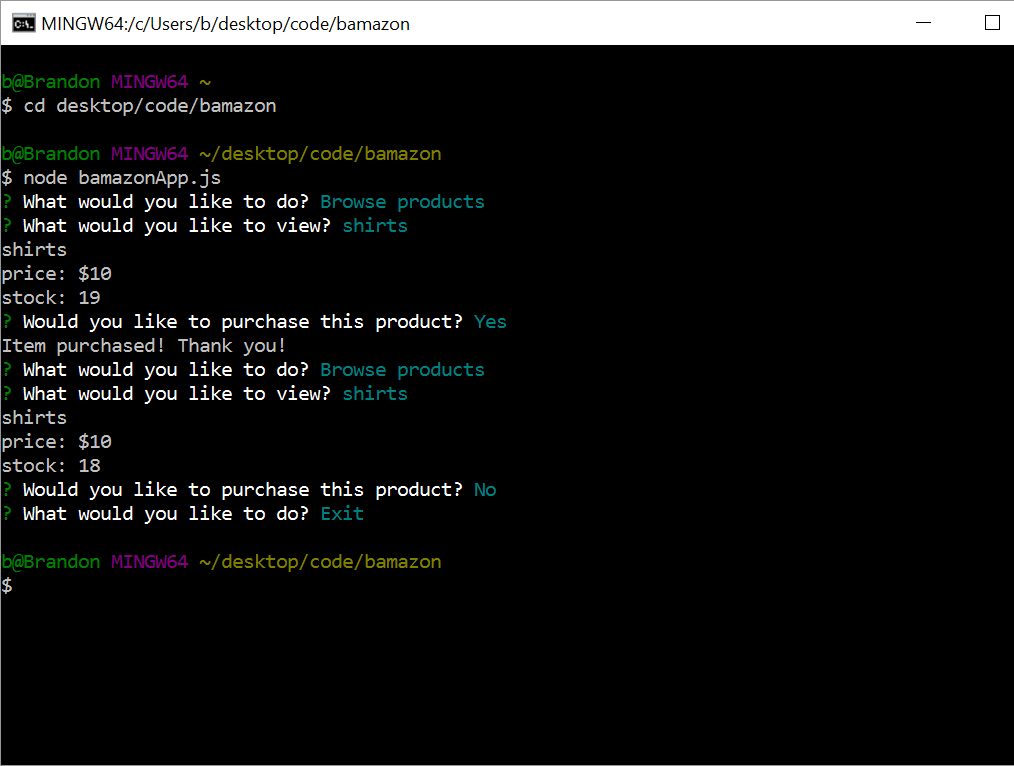 MINGW64:/c/Users/b/desktop/code/bamazon
b@Brandon MINGW64 ~
$ cd desktop/code/bamazon
b@Brandon MINGW64 ~/desktop/code/bamazon
$ node bamazonApp.js
? What would you like to do? Browse products
? What would you like to view? shirts
shirts
price: $10
stock: 19
? Would you like to purchase this product? Yes
Item purchased! Thank you!
? What would you like to do? Browse products
? What would you like to view? shirts
shirts
price: $10
stock: 18
? Would you like to purchase this product? No
? What would you like to do? Exit
b@Brandon MINGW64 ~/desktop/code/bamazon
$